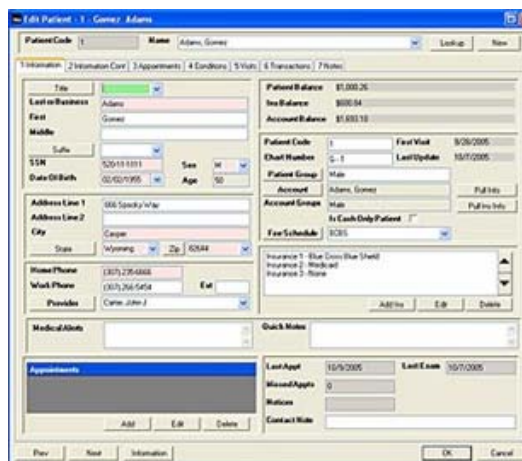 Edit Patient - 1 - Gomez Adams
Patient Code 1 Name Adams, Gomez Lookup New
1 Information 2 Information Cont 3 Appointments 4 Conditions 5 Visits 6 Transactions 7 Notes
Title Patient Balance $1,000.26
Last or Business Adams Ins Balance
First Gomez Account Balance
Middle
Suffix Patient Code 1 First Visit 9/28/2005
SSN Sex M Chart Number G - 1 Last Update 10/7/2005
Date Of Birth 02/02/1955 Age 50 Patient Group Male
Account Adams, Gomez Pull Info
Address Line 1 666 Spooky Way Account Groups Male Pull Ins Info
Address Line 2 Is Cash Only Patient
City Casper Fee Schedule BCBS
State Wyoming Zip 82644
Insurance 1 - Blue Cross Blue Shield
Home Phone (307) 235-6666 Insurance 2 - Medicaid
Work Phone (307) 266-5454 Ext Insurance 3 - None
Provider Carter, John J Add Ins Edit Delete
Medical Alerts Quick Notes
Appointments Last Appt 10/9/2005 Last Exam 10/7/2005
Missed Appts 0
Notices
Add Edit Delete Contact Note
Prev Next Information OK Cancel